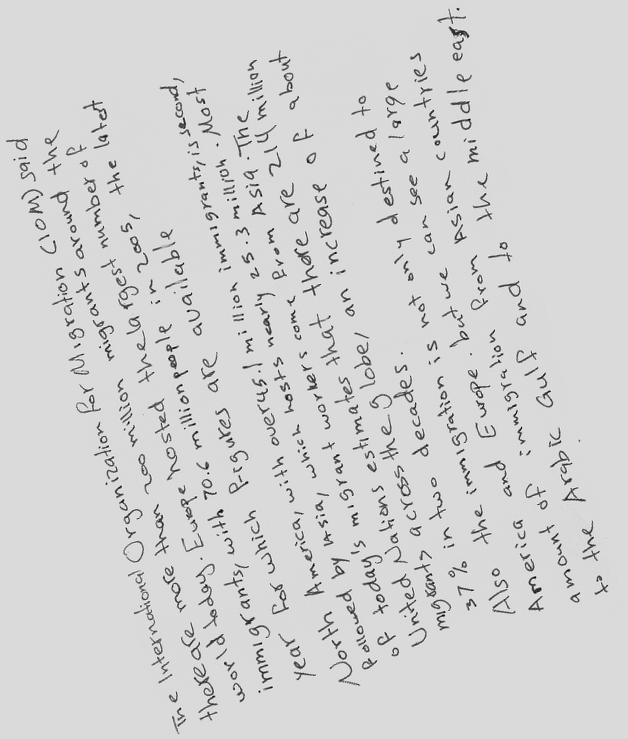 The International Organization for Migration (IOM) said
there are more than 200 million migrants around the
world today. Europe hosted the largest number of
immigrants, with 70.6 million people in 2005, the latest
year for which figures are available
North America, with over 45.1 million immigrants, is second,
followed by Asia, which hosts nearly 25.3 million. Most
of today's migrant workers come from Asia. The
United Nations estimates that there are 214 million
migrants across the globe, an increase of about
37% in two decades.
Also the immigration is not only destined to
America and Europe. but we can see a large
amount of immigration from Asian countries
to the Arabic Gulf and to the middle east.